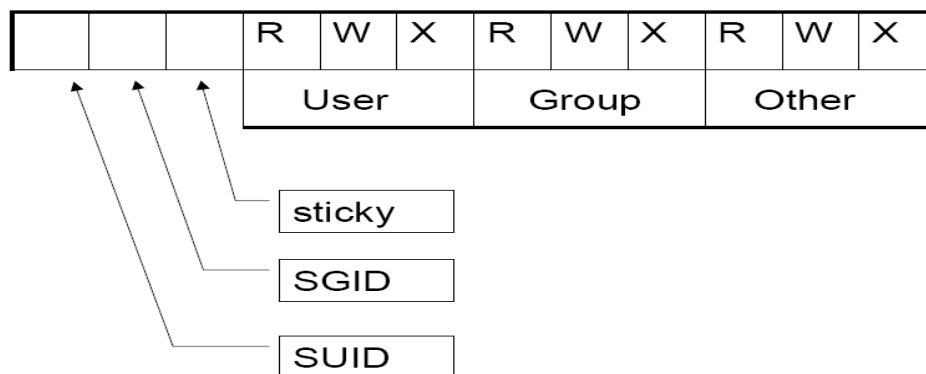 R W X R W X R W X
User Group Other
sticky
SGID
SUID